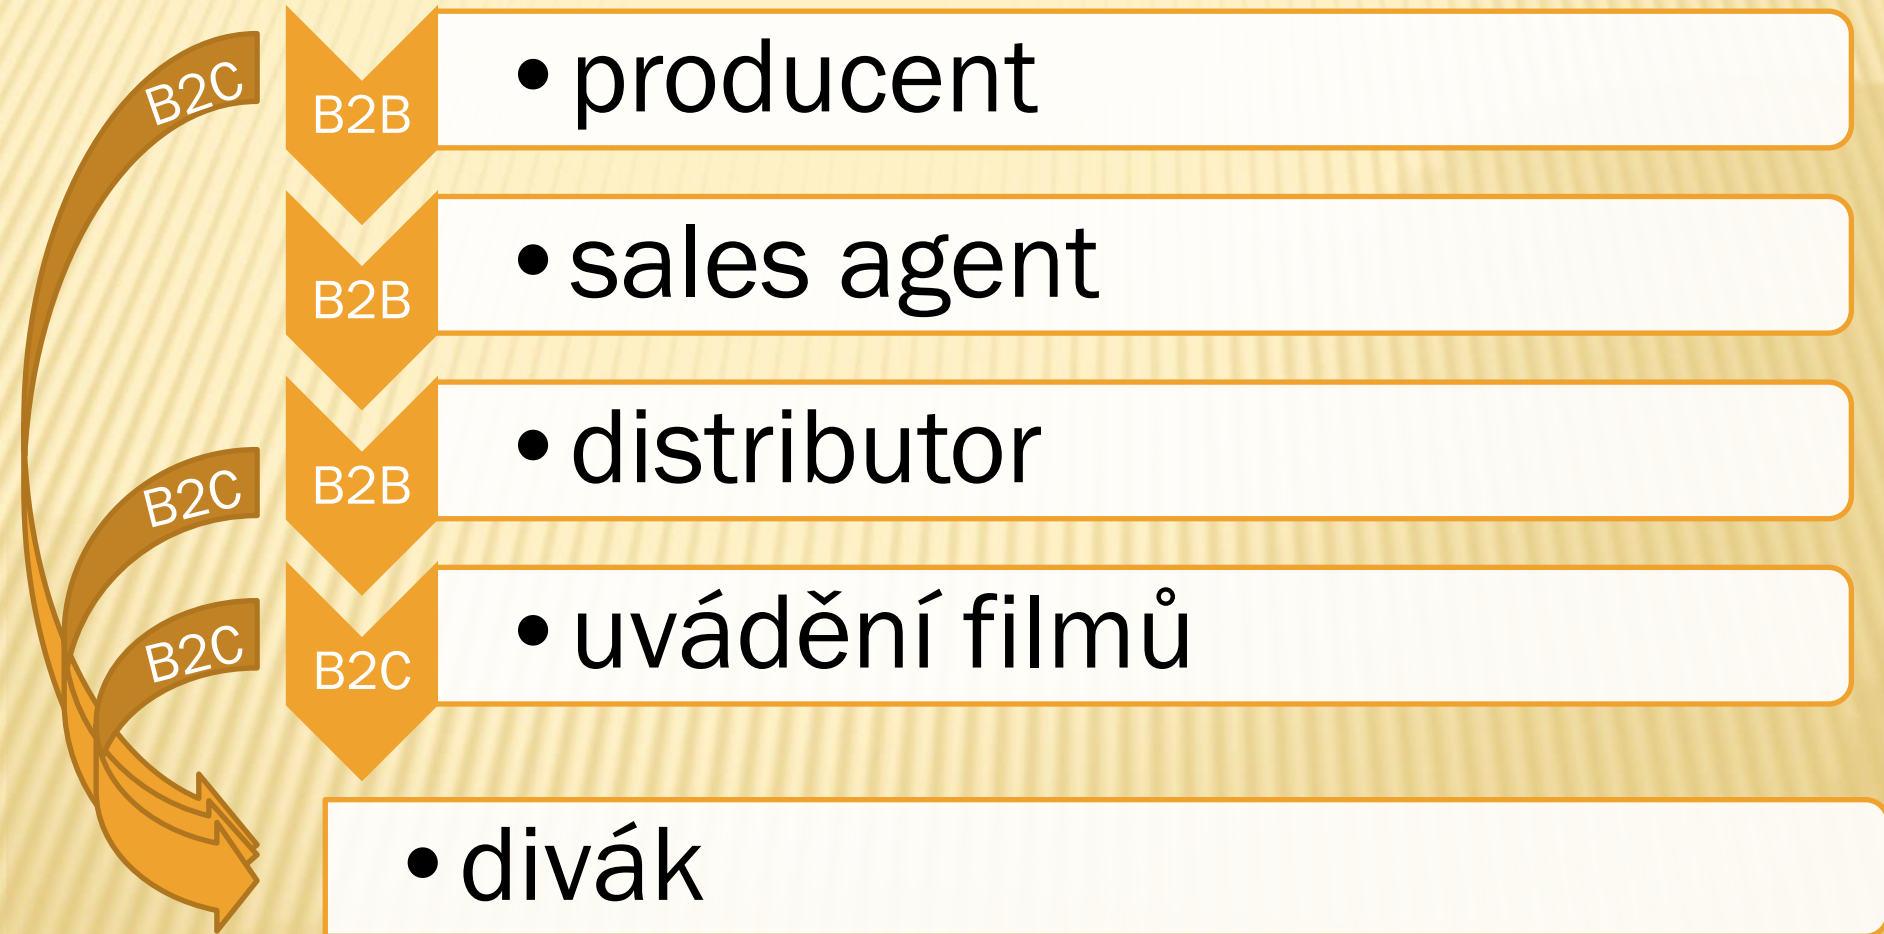 B2C
B2B
• producent
B2B
• sales agent
B2C
B2B
• distributor
B2C
B2C
• uvádění filmů
• divák